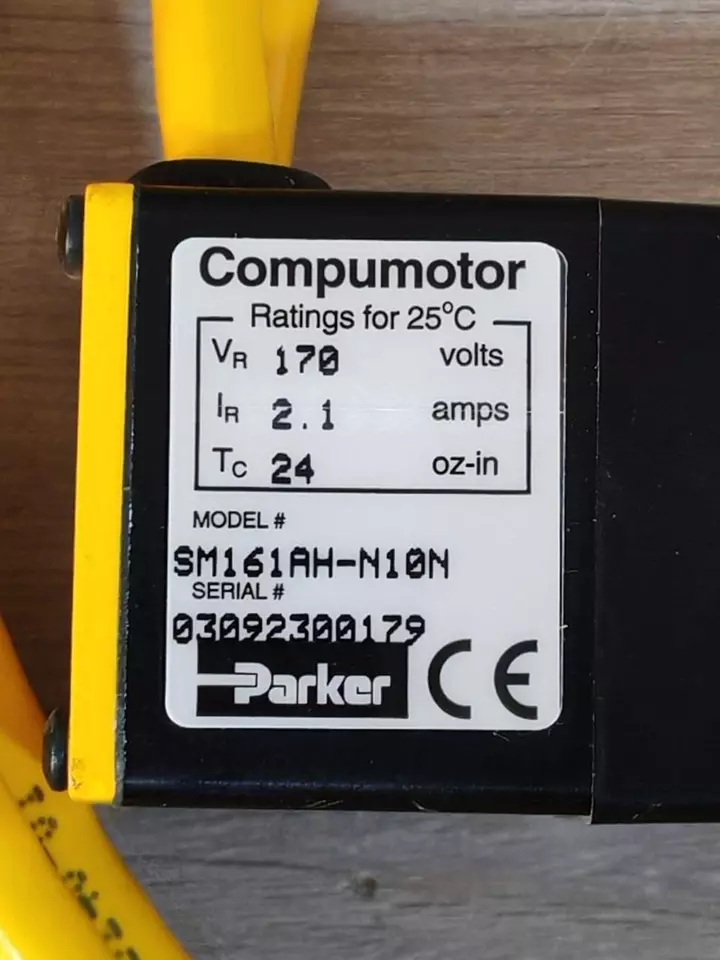 Compumotor
Ratings for 25°C
VR 170 volts
IR 2.1 amps
TC 24 oz-in
MODEL #
SM161AH-N10N
SERIAL #
03092300179
Parker CE